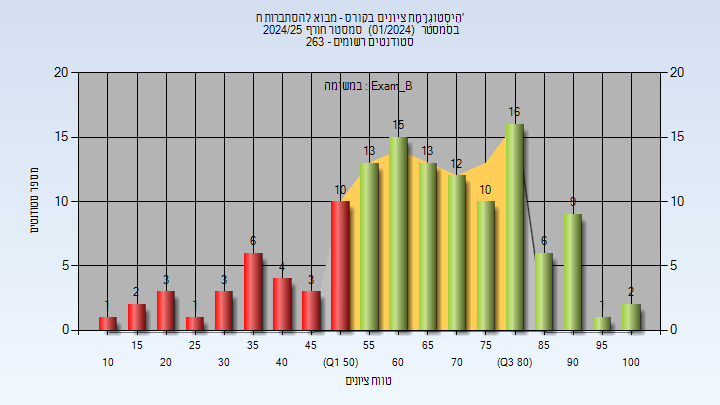 היסטוגרמת ציונים בקורס - מבוא להסתברות ח'
בסמסטר (01/2024) סמסטר חורף 2024/25
סטודנטים רשומים - 263
במשימה : Exam_B
מספר סטודנטים
20 20
15 15
10 10
5 5
0 0
1 2 3 1 3 6 4 3 10 13 15 13 12 10 16 6 9 1 2
15 25 35 45 55 65 75 85 95
10 20 30 40 (Q1 50) 60 70 (Q3 80) 90 100
טווח ציונים